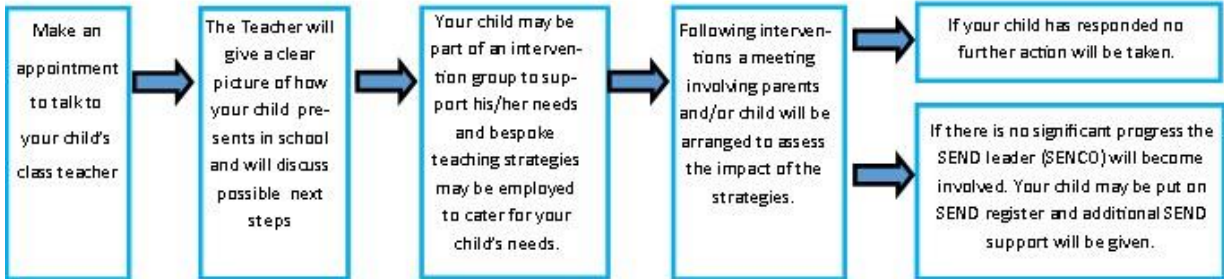 Make an
appointment
to talk to
your child's
class teacher
The Teacher will
give a clear
picture of how
your child pre-
sents in school
and will discuss
possible next
steps
Your child may be
part of an interven-
tion group to sup-
port his/her needs
and bespoke
teaching strategies
may be employed
to cater for your
child's needs.
Following interven-
tions a meeting
involving parents
and/or child will be
arranged to assess
the impact of the
strategies.
If your child has responded no
further action will be taken.
If there is no significant progress the
SEND leader (SENCO) will become
involved. Your child may be put on
SEND register and additional SEND
support will be given.